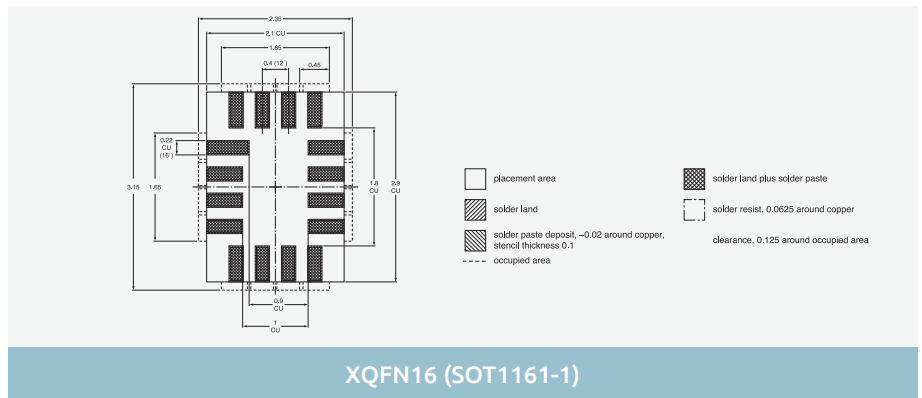 2.35
2.1 CU
1.65
0.4 (12˚)
0.45
0.22
CU
(16˚)
3.15
1.65
1.8
CU
2.9
CU
0.9
CU
1
CU
placement area
solder land plus solder paste
solder land
solder resist, 0.0625 around copper
solder paste deposit, –0.02 around copper,
stencil thickness 0.1
clearance, 0.125 around occupied area
occupied area
XQFN16 (SOT1161-1)